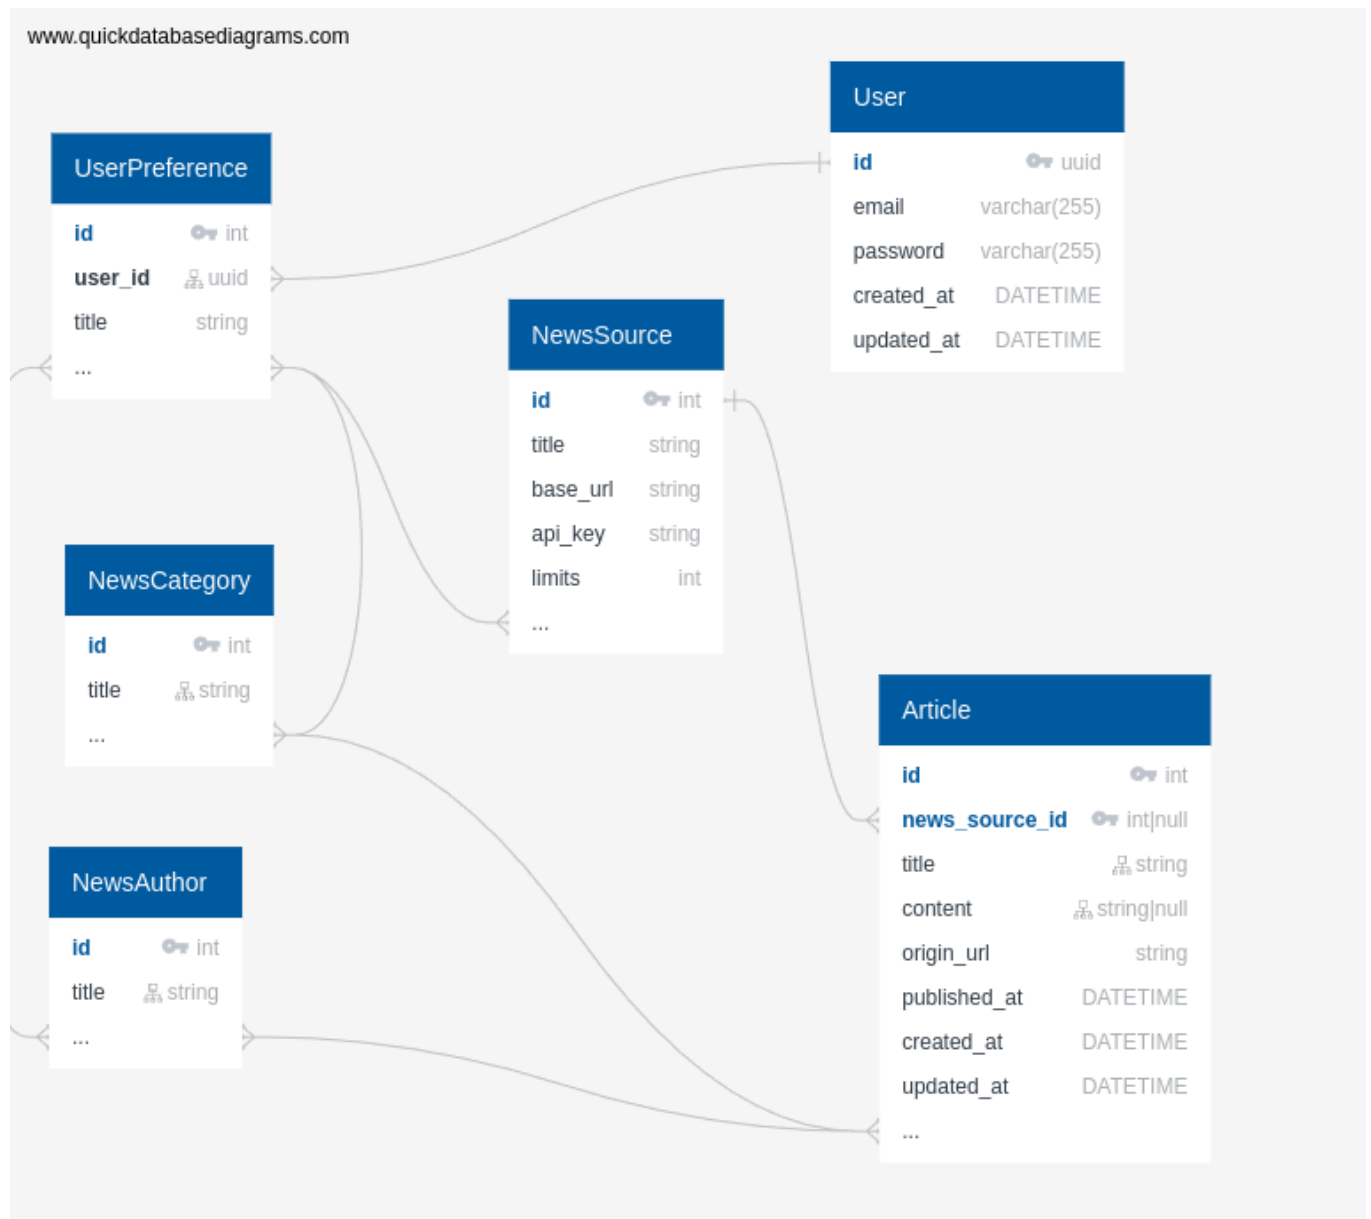 www.quickdatabasediagrams.com
User
id uuid
email varchar(255)
password varchar(255)
created_at DATETIME
updated_at DATETIME
UserPreference
id int
user_id uuid
title string
...
NewsSource
id int
title string
base_url string
api_key string
limits int
...
NewsCategory
id int
title string
...
Article
id int
news_source_id int|null
title string
content string|null
origin_url string
published_at DATETIME
created_at DATETIME
updated_at DATETIME
...
NewsAuthor
id int
title string
...